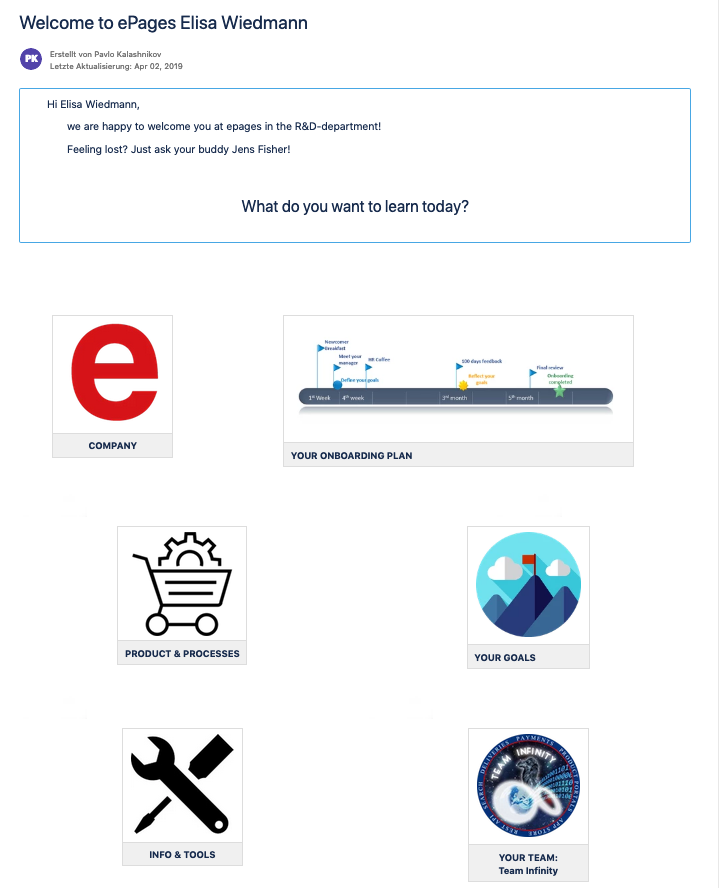 Welcome to ePages Elisa Wiedmann
PK
Erstellt von Pavlo Kalashnikov
Letzte Aktualisierung: Apr 02, 2019
Hi Elisa Wiedmann,
we are happy to welcome you at epages in the R&D-department!
Feeling lost? Just ask your buddy Jens Fisher!
What do you want to learn today?
e
COMPANY
Newcomer
Breakfast
Meet your
manager
HR Coffee
Define your goals
100 days feedback
Reflect your
goals
Final review
Onboarding
completed
1st Week
4th week
3rd month
5th month
YOUR ONBOARDING PLAN
PRODUCT & PROCESSES
YOUR GOALS
INFO & TOOLS
TEAM INFINITY
DELIVERIES PAYMENTS PRODUCT PORTALS APP STORE REST API SEARCH
YOUR TEAM:
Team Infinity